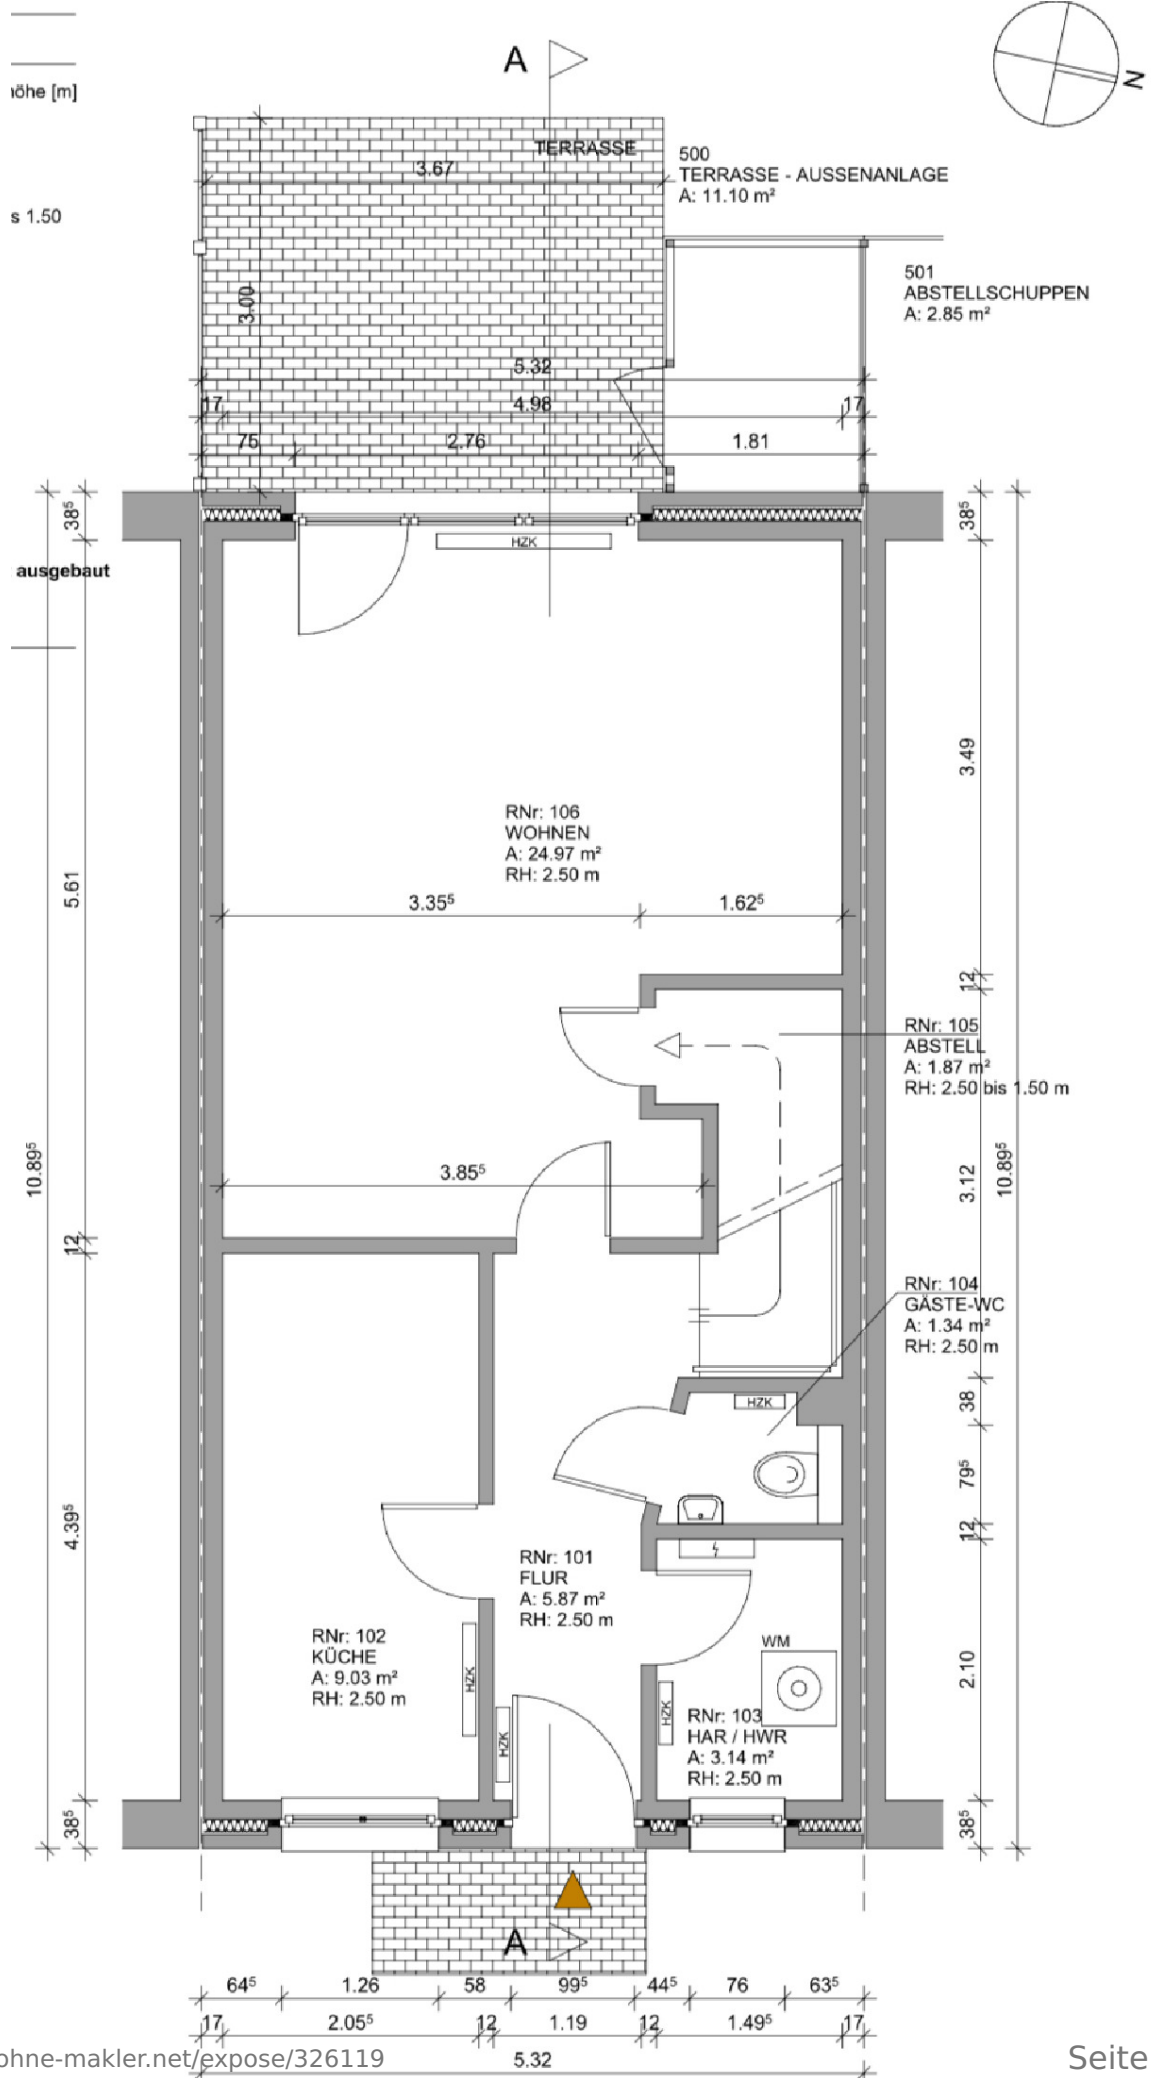 A
N
höhe [m]
TERRASSE
3.67
500
TERRASSE - AUSSENANLAGE
A: 11.10 m²
s 1.50
501
ABSTELLSCHUPPEN
A: 2.85 m²
3.00
5.32
17 4.98 17
75 2.76 1.81
38⁵
38⁵
HZK
ausgebaut
3.49
RNr: 106
WOHNEN
A: 24.97 m²
RH: 2.50 m
5.61
3.35⁵ 1.62⁵
12
RNr: 105
ABSTELL
A: 1.87 m²
RH: 2.50 bis 1.50 m
10.89⁵
3.85⁵
3.12
10.89⁵
12
RNr: 104
GÄSTE-WC
A: 1.34 m²
RH: 2.50 m
HZK
38
79⁵
4.39⁵
12
RNr: 101
FLUR
A: 5.87 m²
RH: 2.50 m
RNr: 102
KÜCHE
A: 9.03 m²
RH: 2.50 m
WM
HZK
HZK
HZK
2.10
RNr: 103
HAR / HWR
A: 3.14 m²
RH: 2.50 m
38⁵
38⁵
A
64⁵ 1.26 58 99⁵ 44⁵ 76 63⁵
17 2.05⁵ 12 1.19 12 1.49⁵ 17
5.32
ohne-makler.net/expose/326119
Seite